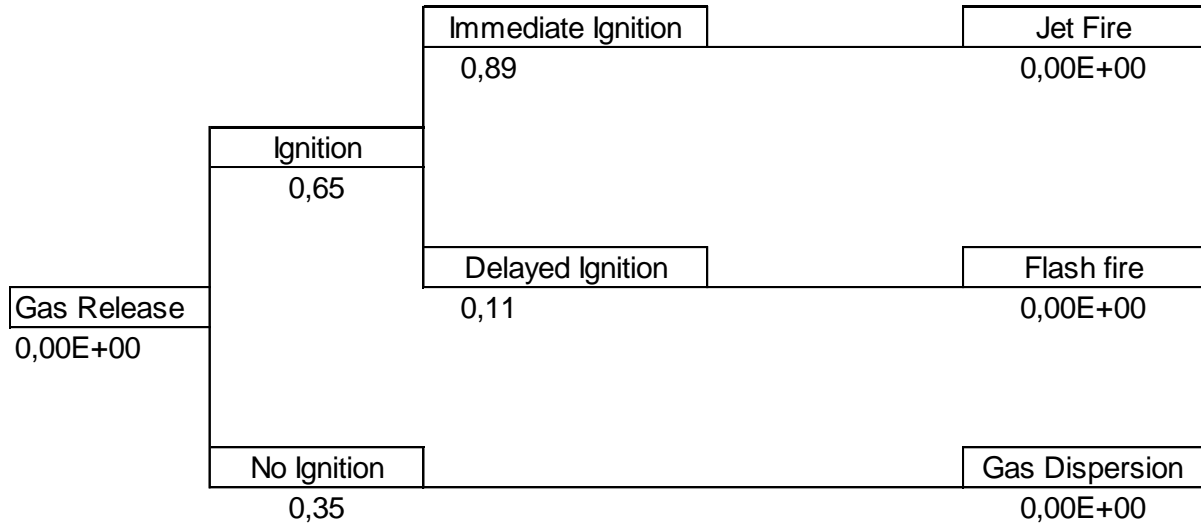 Immediate Ignition
Jet Fire
0,89
0,00E+00
Ignition
0,65
Delayed Ignition
Flash fire
0,11
0,00E+00
Gas Release
0,00E+00
No Ignition
Gas Dispersion
0,35
0,00E+00